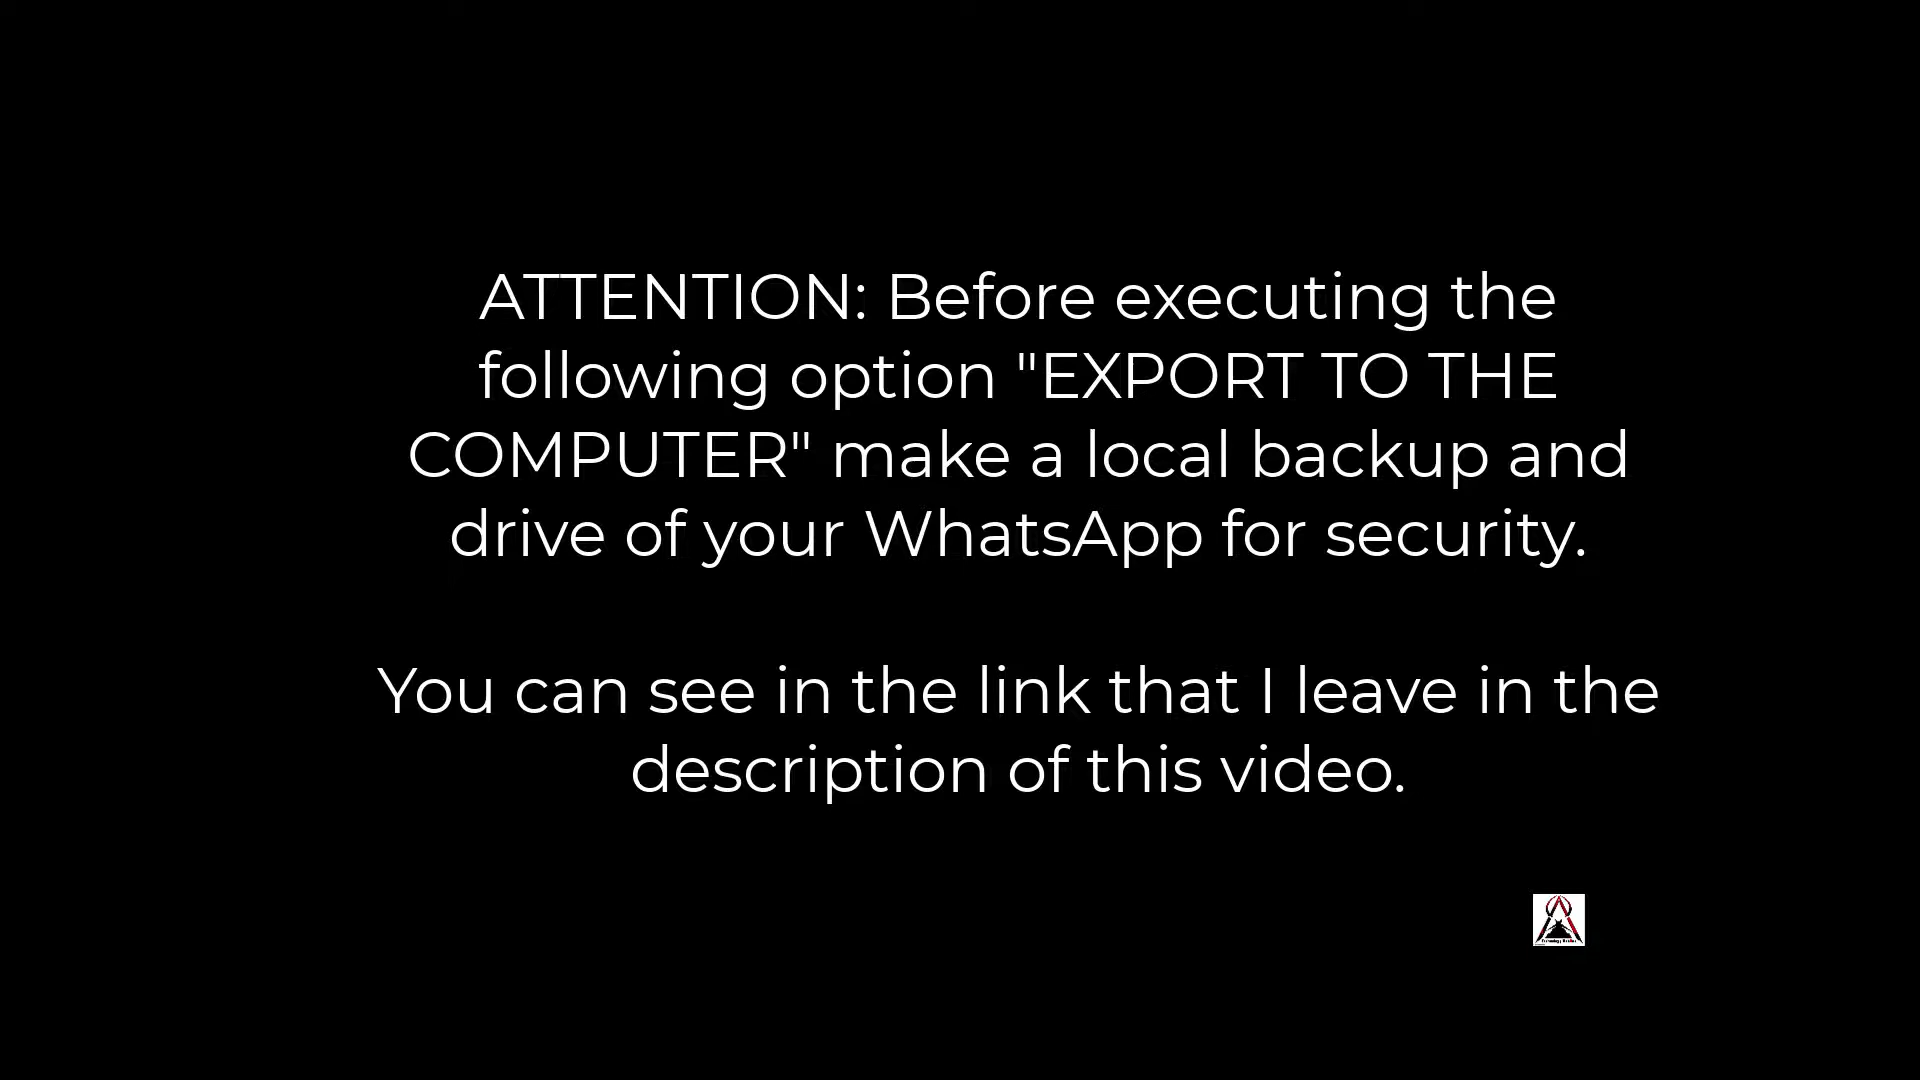 ATTENTION: Before executing the
following option "EXPORT TO THE
COMPUTER" make a local backup and
drive of your WhatsApp for security.
You can see in the link that I leave in the
description of this video.